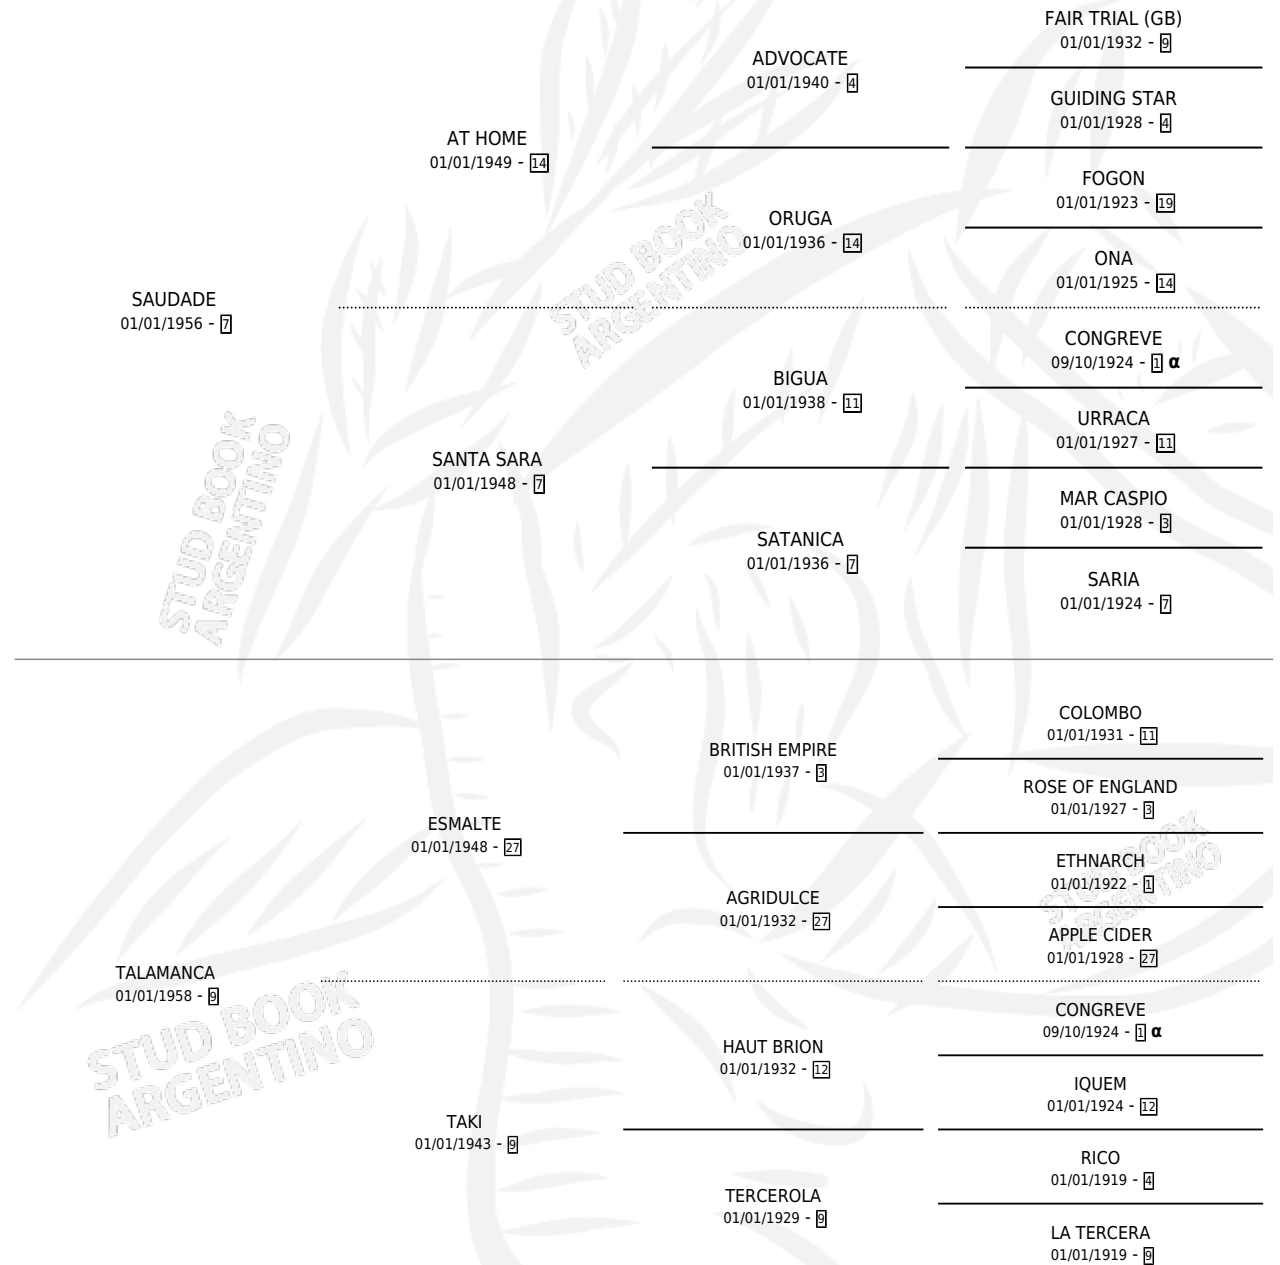 FAIR TRIAL (GB)
01/01/1932 - 9
ADVOCATE
01/01/1940 - 4
GUIDING STAR
01/01/1928 - 4
AT HOME
01/01/1949 - 14
FOGON
01/01/1923 - 19
ORUGA
01/01/1936 - 14
ONA
01/01/1925 - 14
SAUDADE
01/01/1956 - 7
CONGREVE
09/10/1924 - 1 α
BIGUA
01/01/1938 - 11
URRACA
01/01/1927 - 11
SANTA SARA
01/01/1948 - 7
MAR CASPIO
01/01/1928 - 3
SATANICA
01/01/1936 - 7
SARIA
01/01/1924 - 7
COLOMBO
01/01/1931 - 11
BRITISH EMPIRE
01/01/1937 - 3
ROSE OF ENGLAND
01/01/1927 - 3
ESMALTE
01/01/1948 - 27
ETHNARCH
01/01/1922 - 1
AGRIDULCE
01/01/1932 - 27
APPLE CIDER
01/01/1928 - 27
TALAMANCA
01/01/1958 - 9
CONGREVE
09/10/1924 - 1 α
HAUT BRION
01/01/1932 - 12
IQUEM
01/01/1924 - 12
TAKI
01/01/1943 - 9
RICO
01/01/1919 - 4
TERCEROLA
01/01/1929 - 9
LA TERCERA
01/01/1919 - 9
STUD BOOK
ARGENTINO
STUD BOOK
ARGENTINO
STUD BOOK
ARGENTINO
STUD BOOK
ARGENTINO